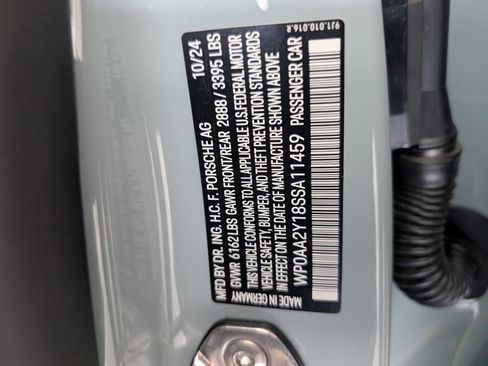 9J1.010.016.R
MFD BY DR. ING. H.C. F. PORSCHE AG 10/24
GVWR 6162 LBS GAWR FRONT/REAR 2888 / 3395 LBS
THIS VEHICLE CONFORMS TO ALL APPLICABLE U.S. FEDERAL MOTOR
VEHICLE SAFETY, BUMPER, AND THEFT PREVENTION STANDARDS
IN EFFECT ON THE DATE OF MANUFACTURE SHOWN ABOVE
WP0AA2Y18SSA11459 PASSENGER CAR
MADE IN GERMANY